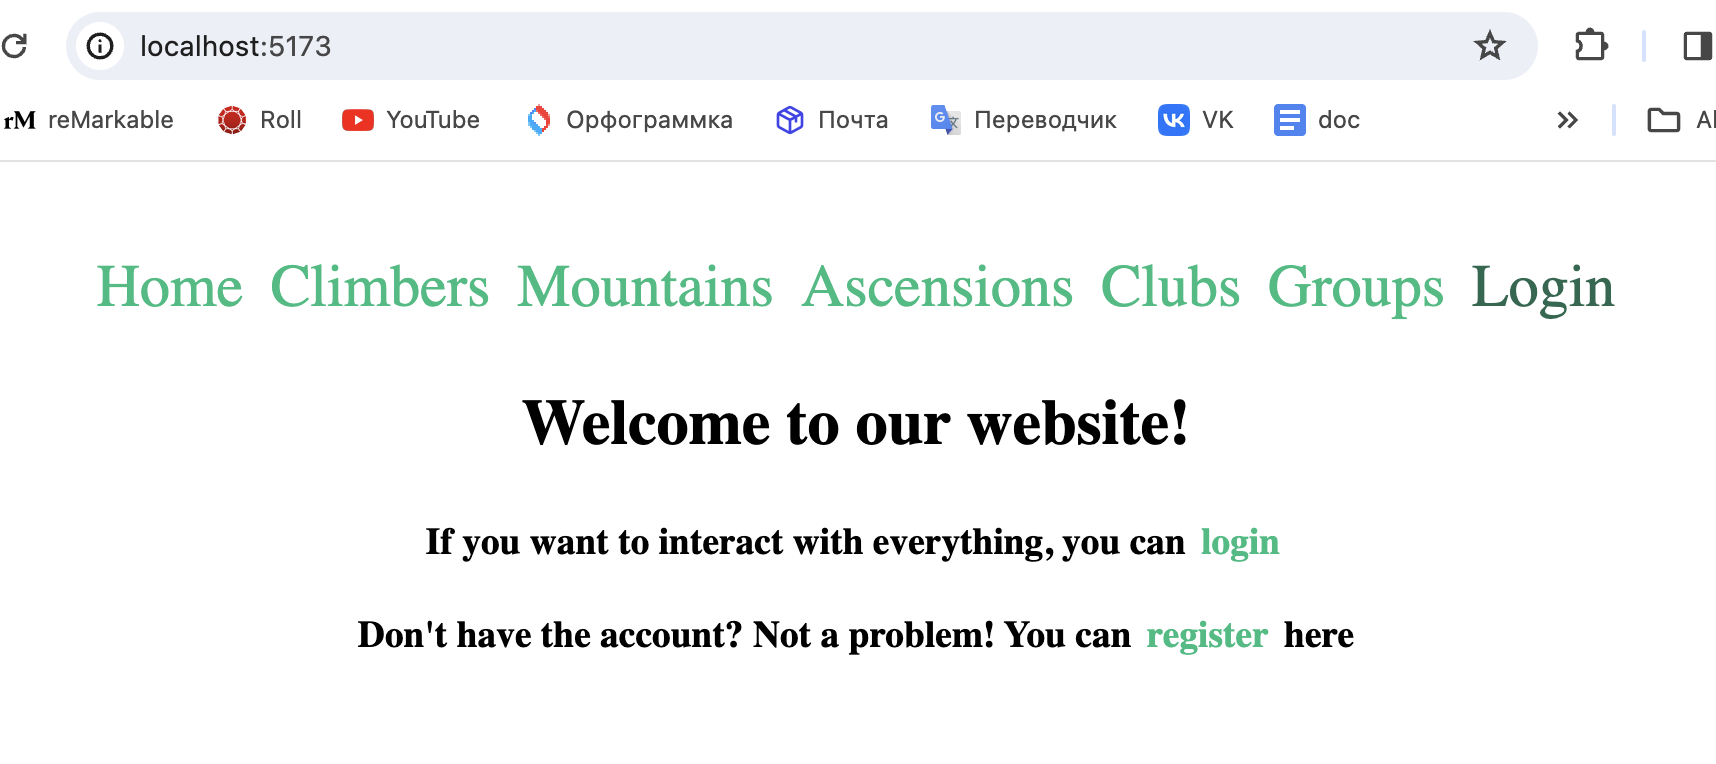 localhost:5173
rM reMarkable Roll YouTube Орфограммка Почта Переводчик VK doc
Home Climbers Mountains Ascensions Clubs Groups Login
Welcome to our website!
If you want to interact with everything, you can login
Don't have the account? Not a problem! You can register here